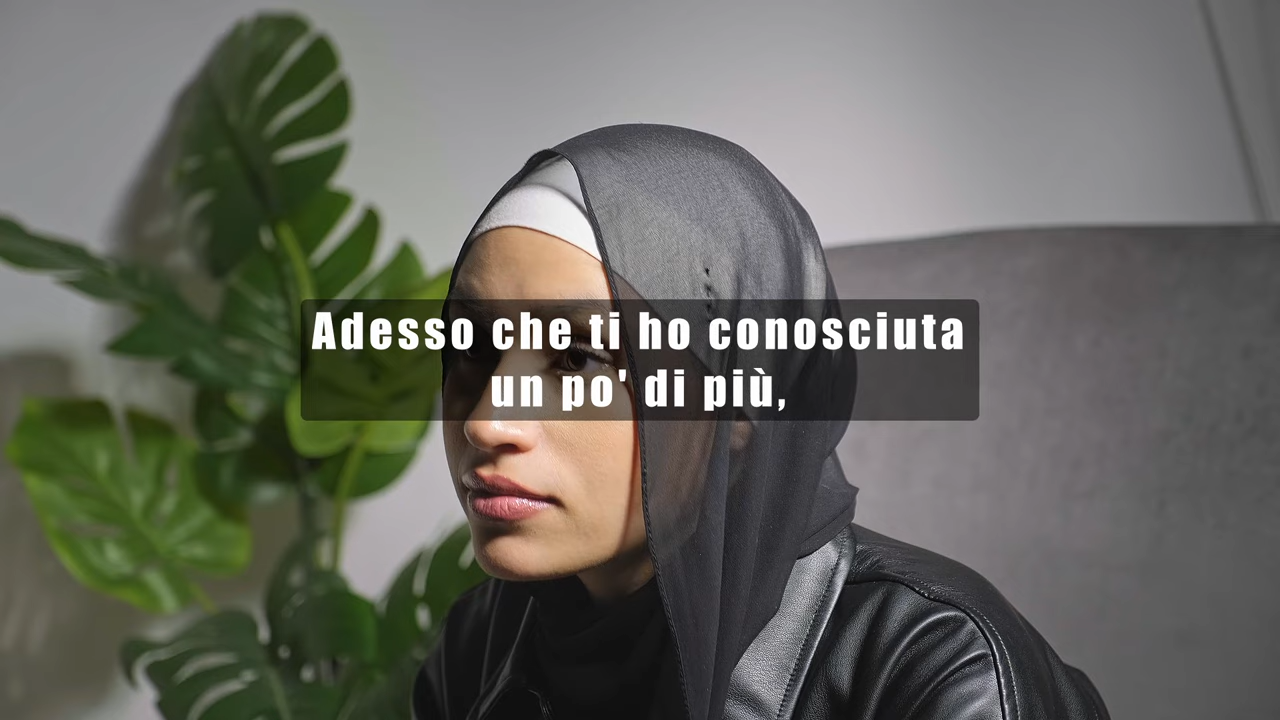 Adesso che ti ho conosciuta
un po' di più,